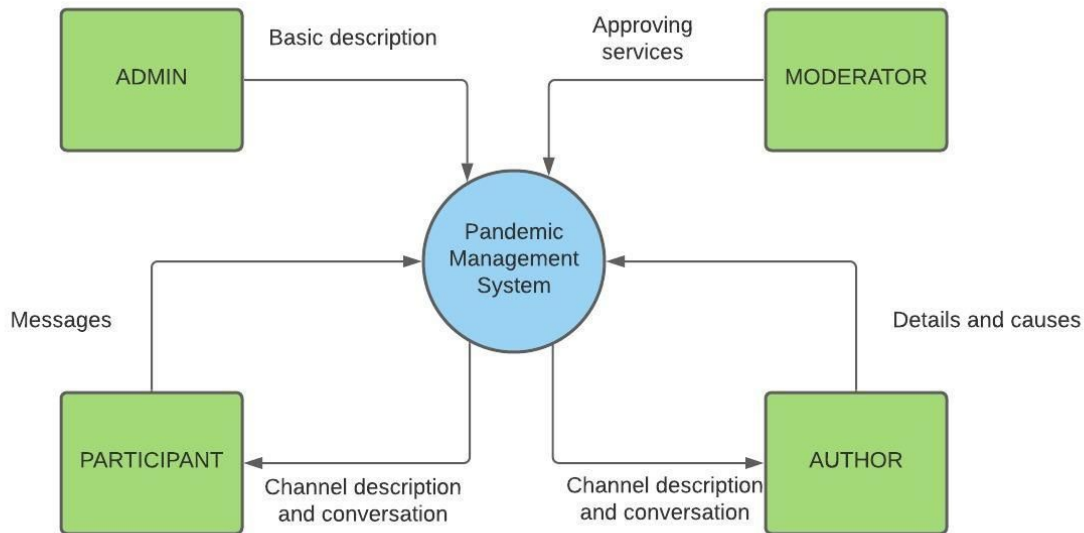 ADMIN
Basic description
Approving
services
MODERATOR
Pandemic
Management
System
Messages
Details and causes
PARTICIPANT
Channel description
and conversation
Channel description
and conversation
AUTHOR